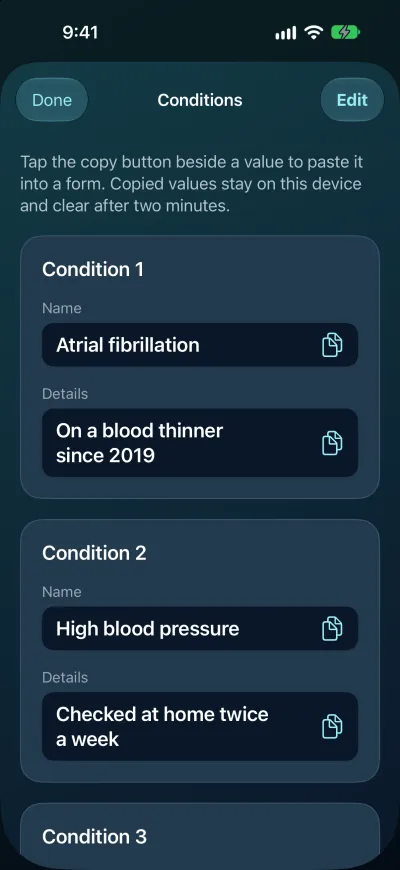 9:41
Done
Conditions
Edit
Tap the copy button beside a value to paste it
into a form. Copied values stay on this device
and clear after two minutes.
Condition 1
Name
Atrial fibrillation
Details
On a blood thinner
since 2019
Condition 2
Name
High blood pressure
Details
Checked at home twice
a week
Condition 3